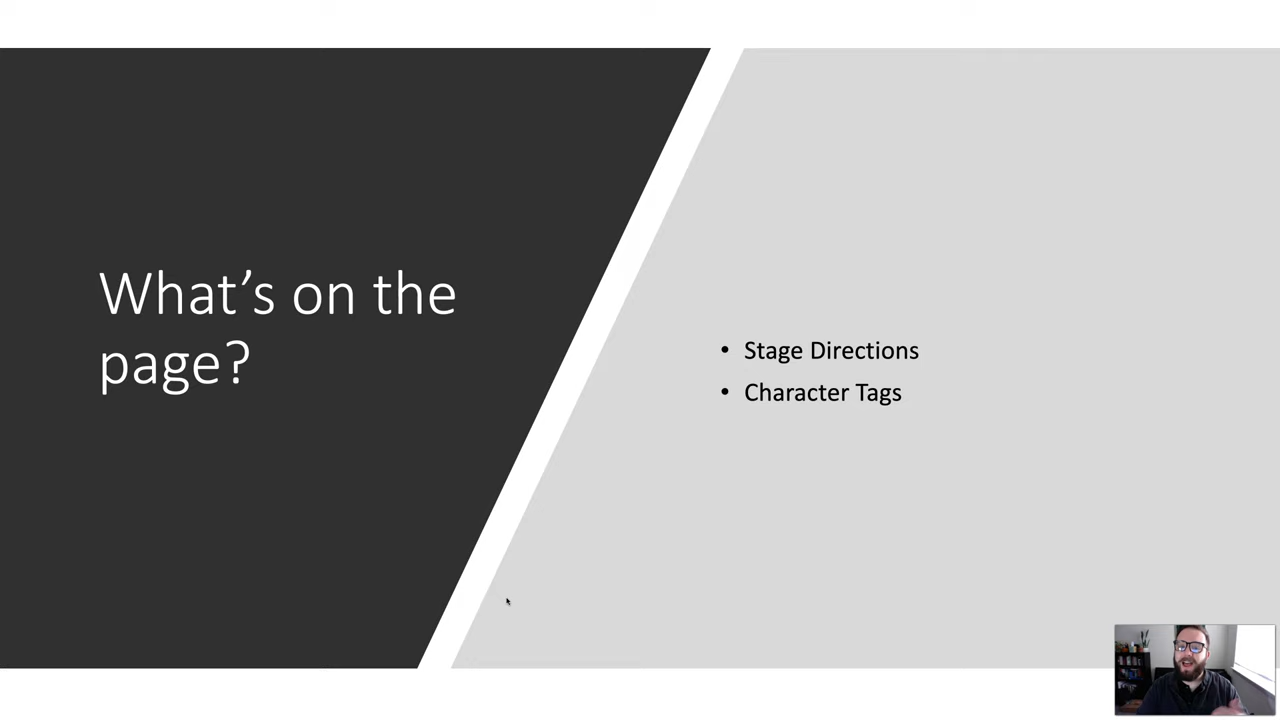 What’s on the
page?
• Stage Directions
• Character Tags